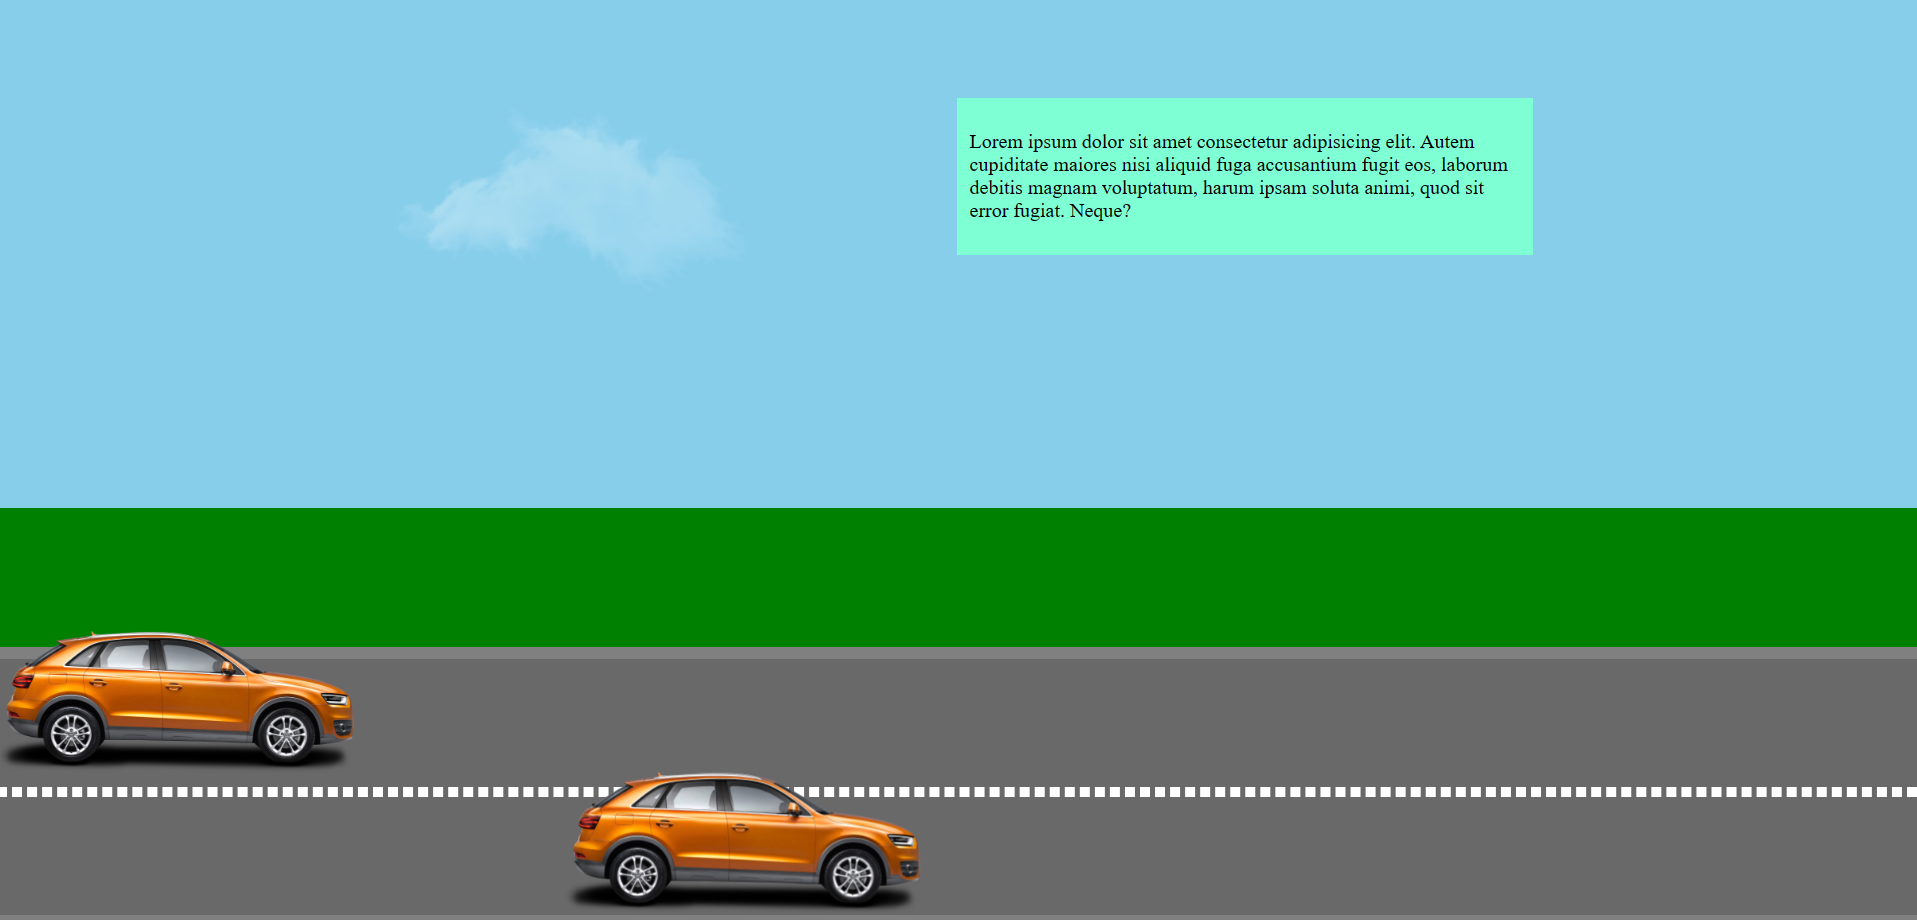 Lorem ipsum dolor sit amet consectetur adipisicing elit. Autem
cupiditate maiores nisi aliquid fuga accusantium fugit eos, laborum
debitis magnam voluptatum, harum ipsam soluta animi, quod sit
error fugiat. Neque?